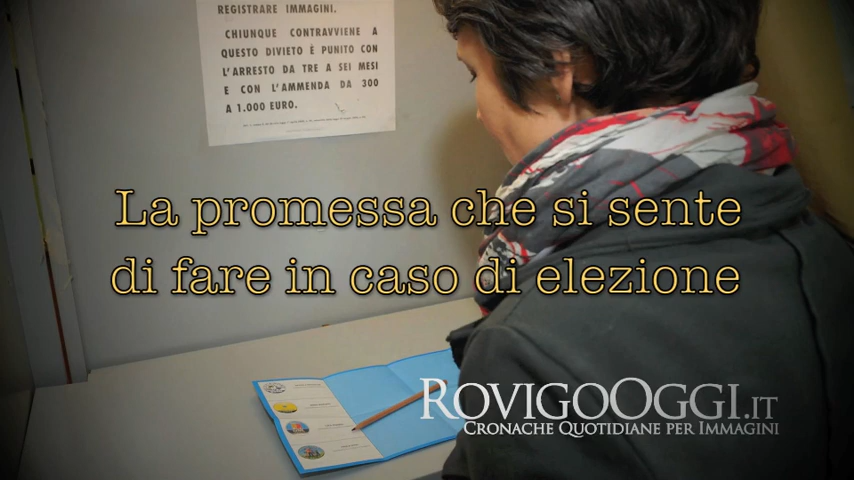 REGISTRARE IMMAGINI.
CHIUNQUE CONTRAVVIENE A
QUESTO DIVIETO È PUNITO CON
L'ARRESTO DA TRE A SEI MESI
E CON L'AMMENDA DA 300
A 1.000 EURO.
La promessa che si sente
di fare in caso di elezione
ROVIGOOGGI.IT
CRONACHE QUOTIDIANE PER IMMAGINI